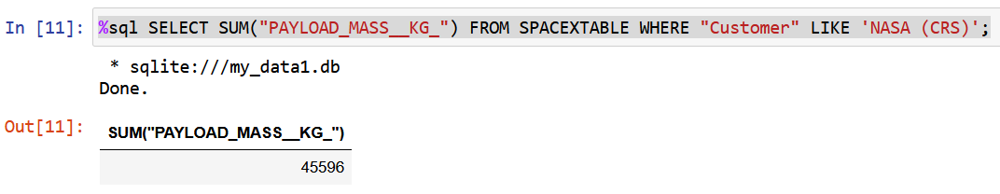 In [11]: %sql SELECT SUM("PAYLOAD_MASS__KG_") FROM SPACEXTABLE WHERE "Customer" LIKE 'NASA (CRS)';
* sqlite:///my_data1.db
Done.
Out[11]: SUM("PAYLOAD_MASS__KG_")
45596